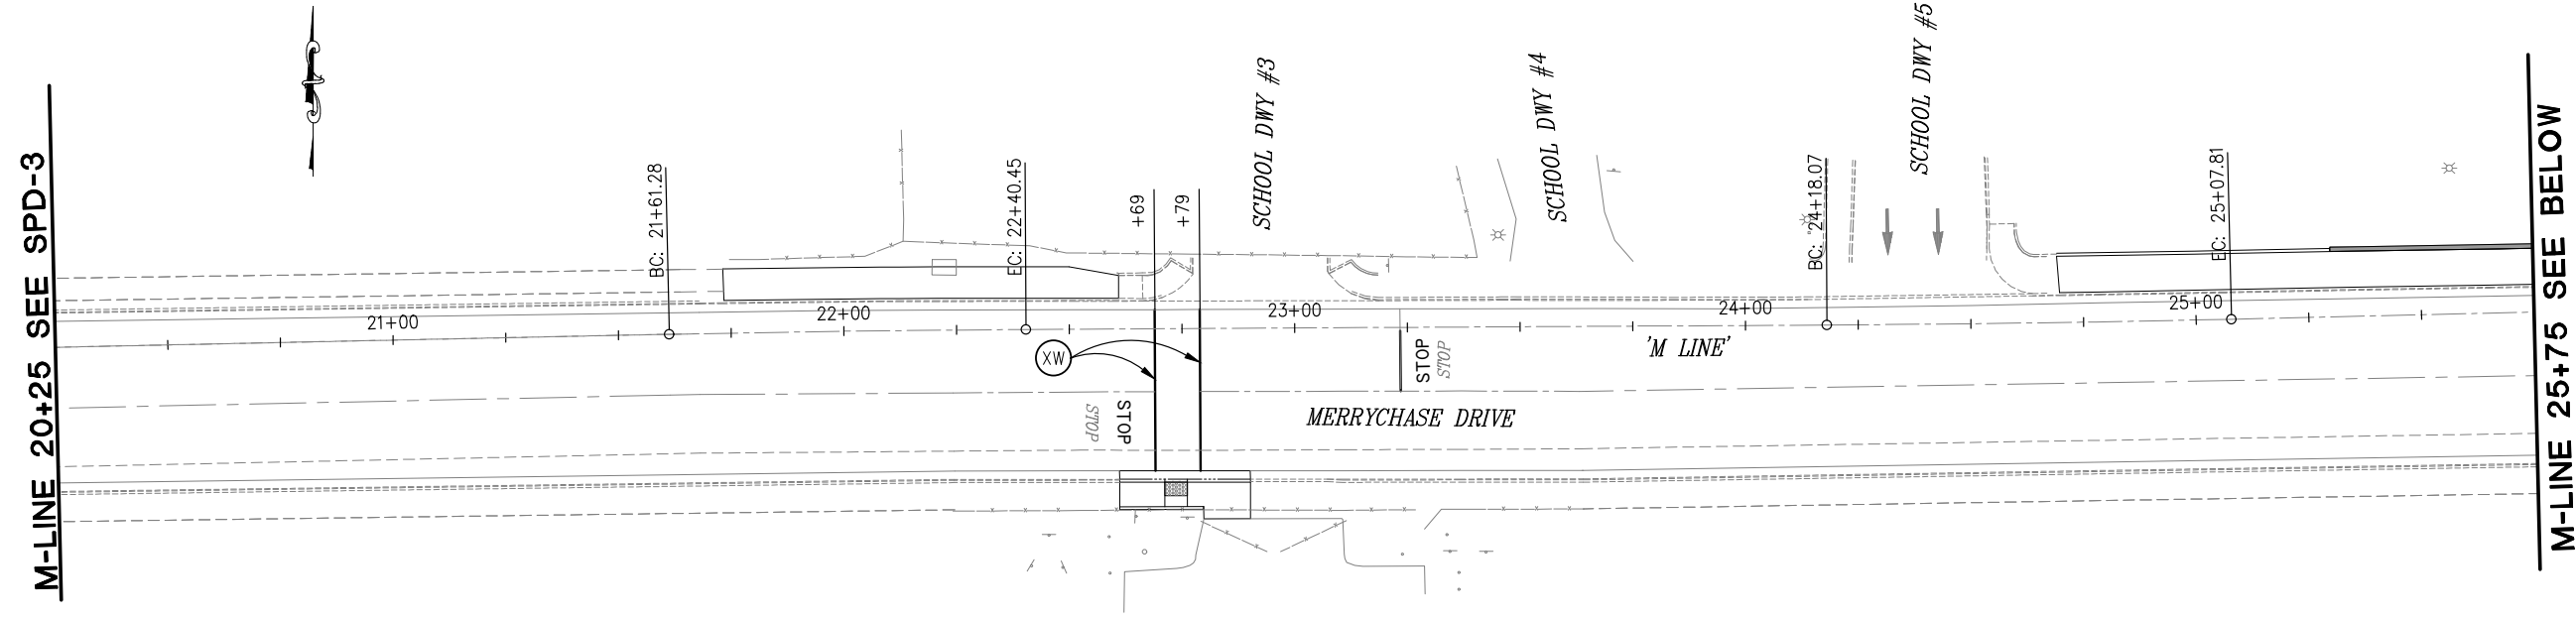 M-LINE 20+25 SEE SPD-3
BC: 21+61.28
EC: 22+40.45
+69
+79
SCHOOL DWY #3
SCHOOL DWY #4
BC: 24+18.07
SCHOOL DWY #5
EC: 25+07.81
M-LINE 25+75 SEE BELOW
21+00
22+00
23+00
24+00
25+00
XW
STOP
STOP
'M LINE'
STOP
STOP
MERRYCHASE DRIVE